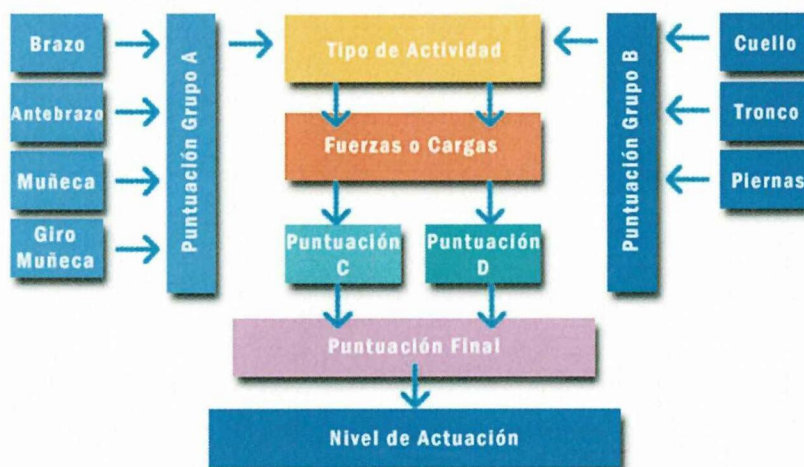 Brazo
Antebrazo
Muñeca
Giro
Muñeca
Puntuación Grupo A
Tipo de Actividad
Fuerzas o Cargas
Puntuación
C
Puntuación
D
Puntuación Final
Nivel de Actuación
Puntuación Grupo B
Cuello
Tronco
Piernas